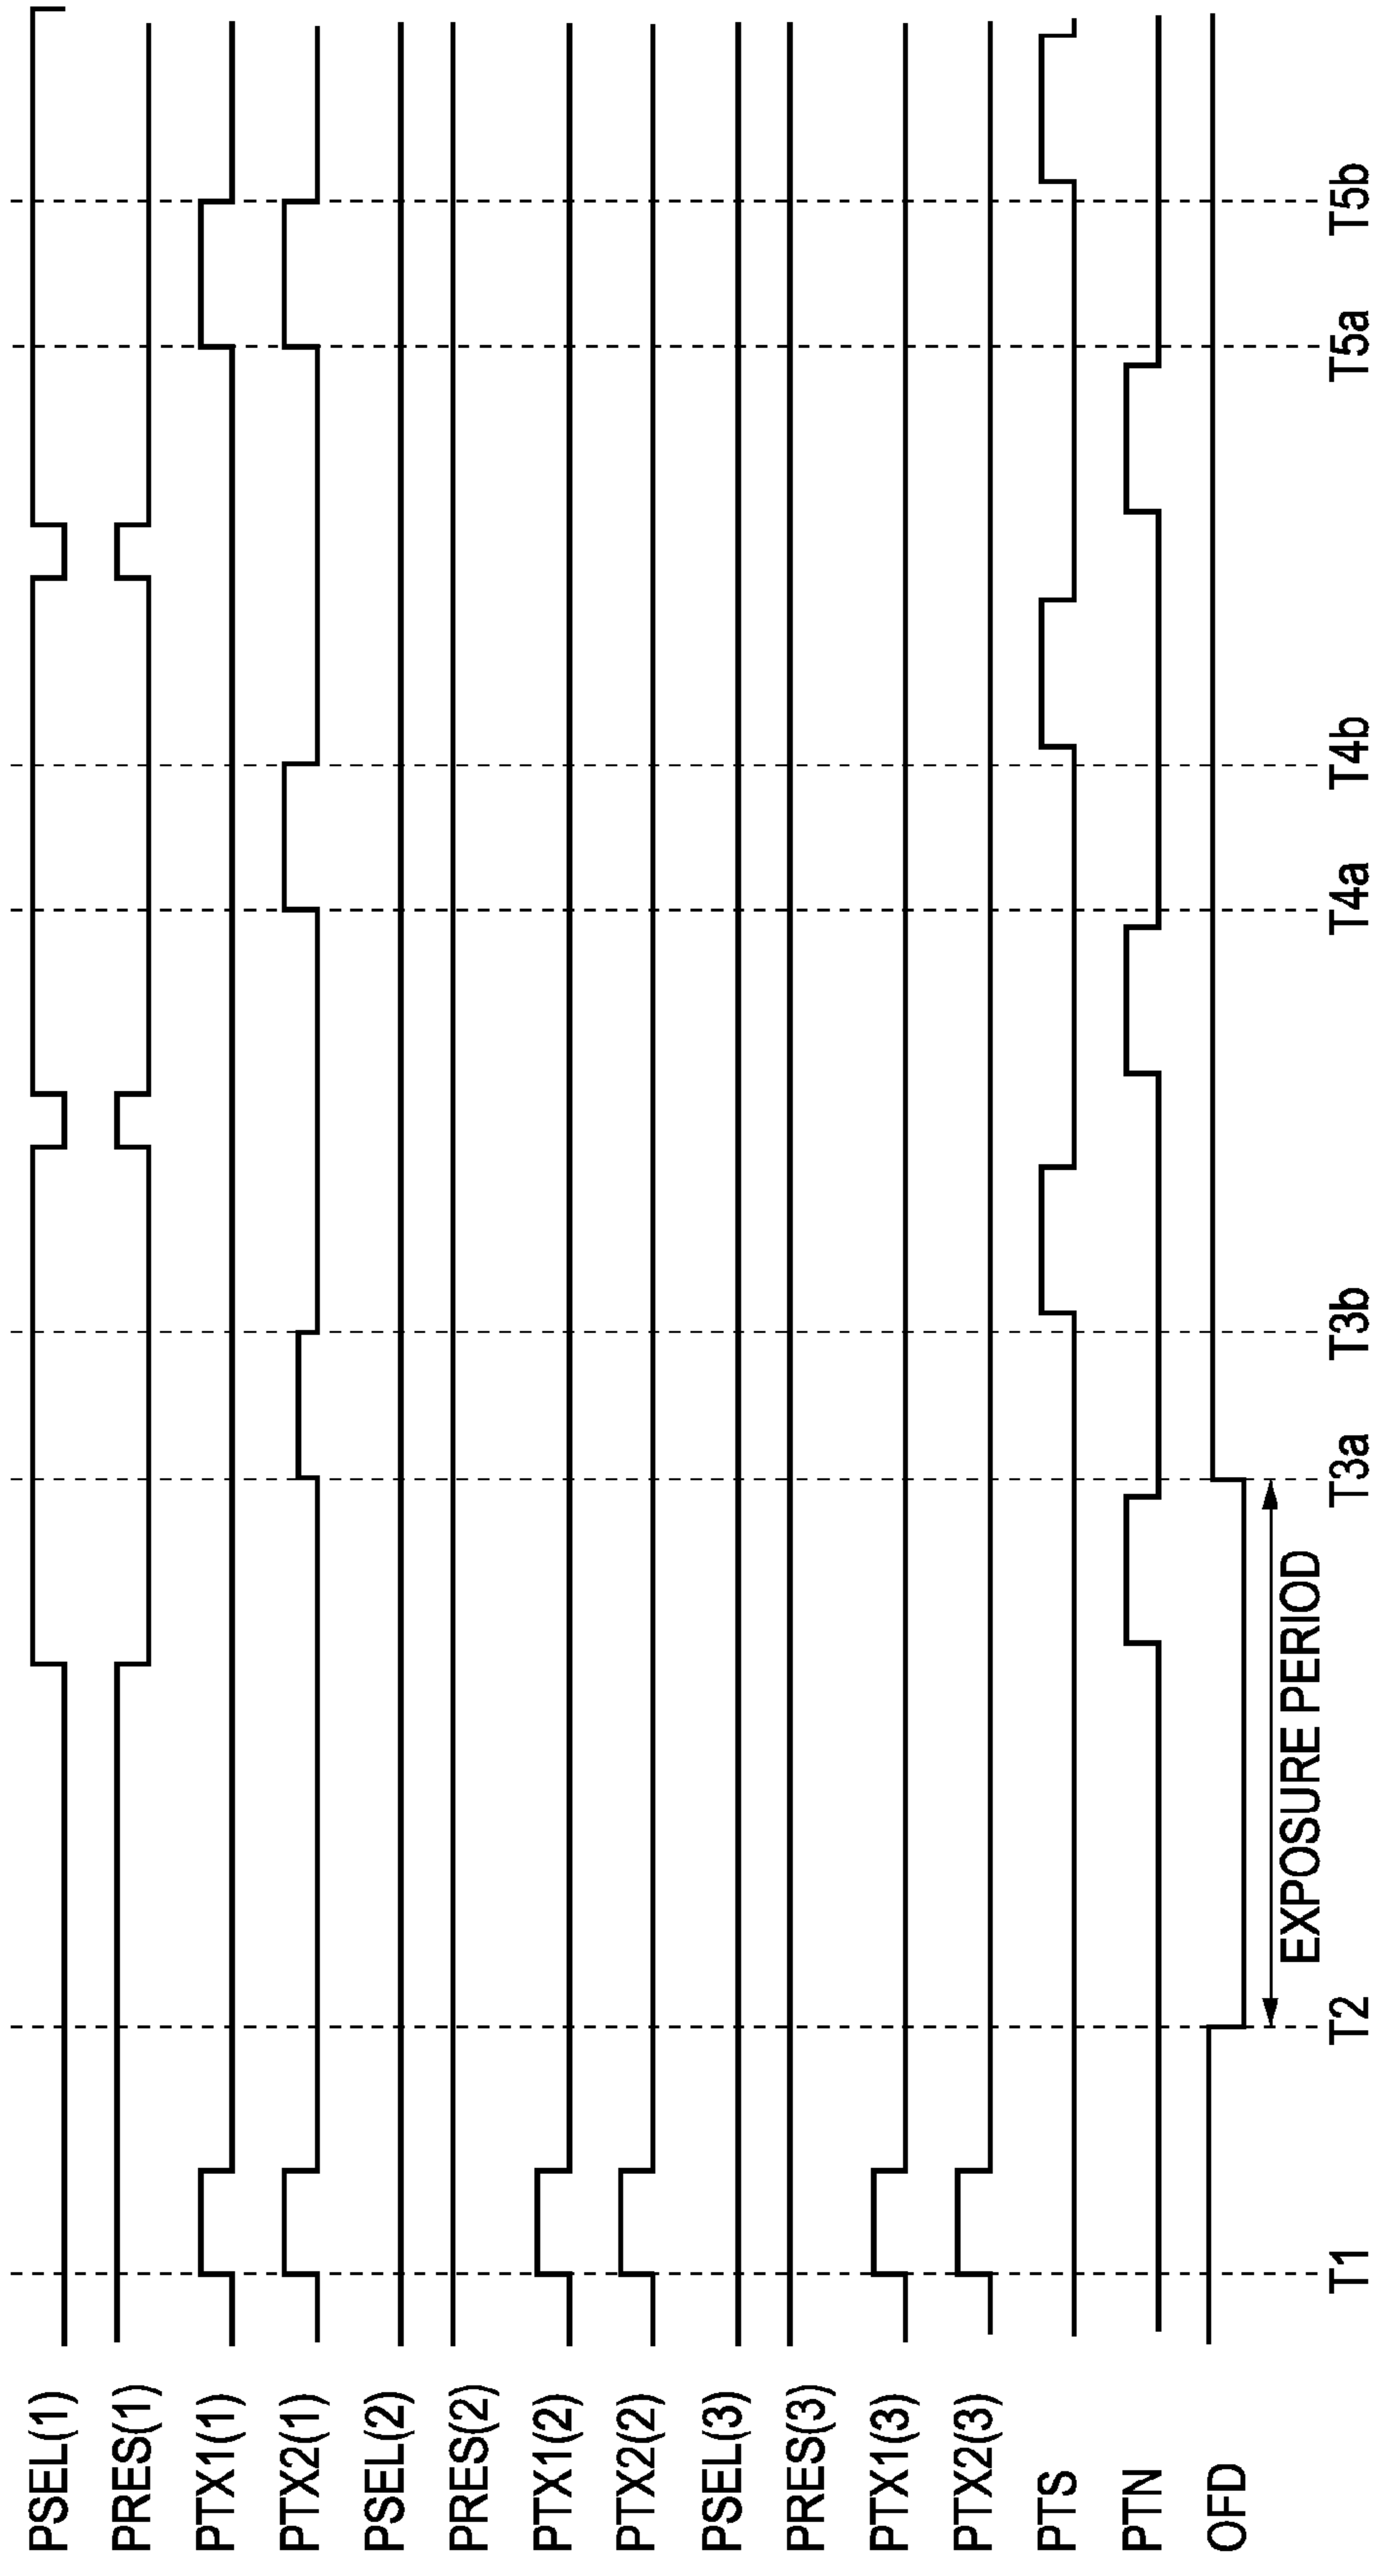 PSEL(1)
PRES(1)
PTX1(1)
PTX2(1)
PSEL(2)
PRES(2)
PTX1(2)
PTX2(2)
PSEL(3)
PRES(3)
PTX1(3)
PTX2(3)
PTS
PTN
OFD
EXPOSURE PERIOD
T1
T2
T3a
T3b
T4a
T4b
T5a
T5b